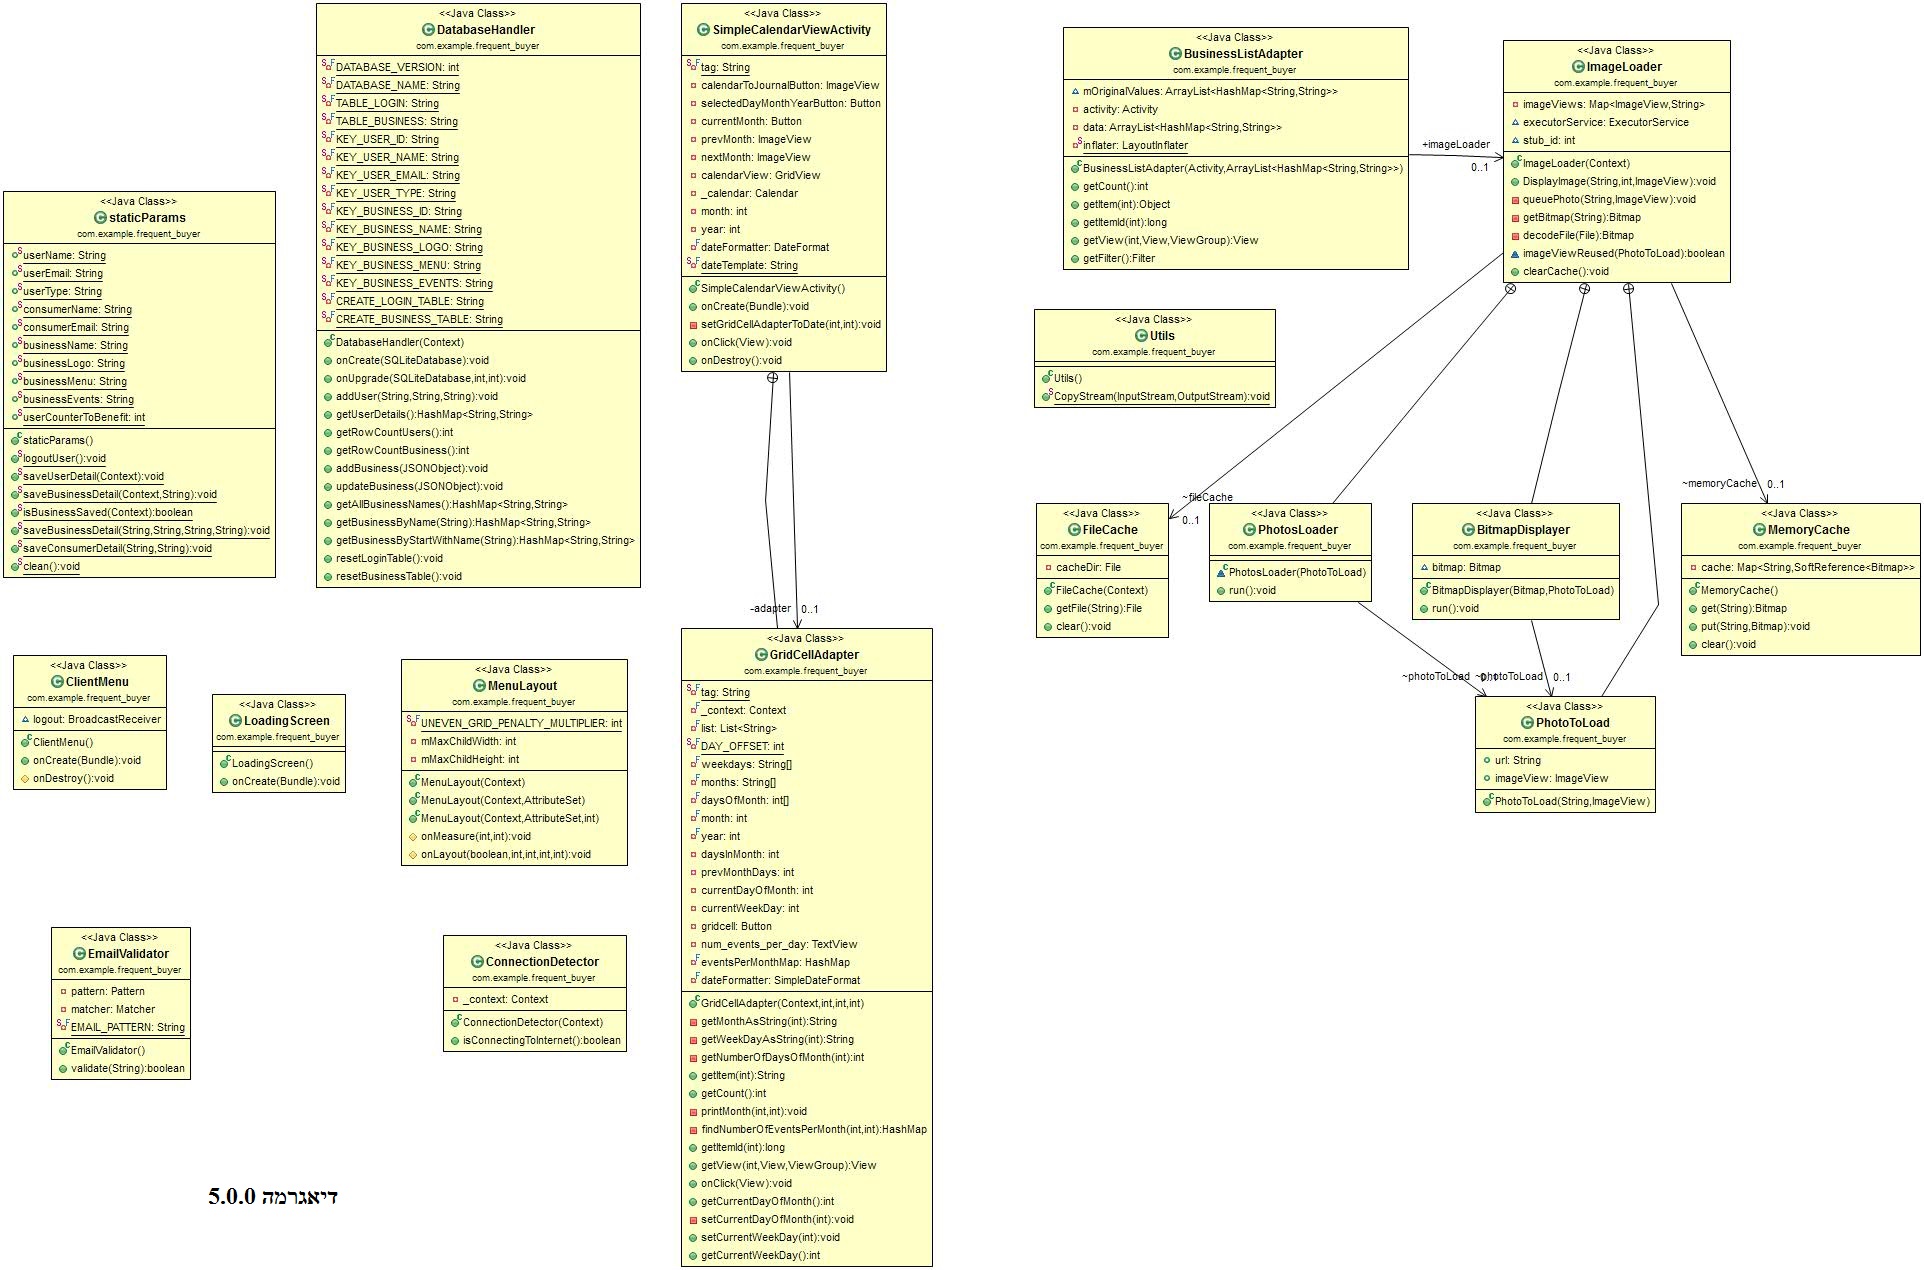 <<Java Class>>
staticParams
com.example.frequent_buyer
userName: String
userEmail: String
userType: String
consumerName: String
consumerEmail: String
businessName: String
businessLogo: String
businessMenu: String
businessEvents: String
userCounterToBenefit: int
staticParams()
logoutUser():void
saveUserDetail(Context):void
saveBusinessDetail(Context,String):void
isBusinessSaved(Context):boolean
saveBusinessDetail(String,String,String,String):void
saveConsumerDetail(String,String):void
clean():void
<<Java Class>>
DatabaseHandler
com.example.frequent_buyer
DATABASE_VERSION: int
DATABASE_NAME: String
TABLE_LOGIN: String
TABLE_BUSINESS: String
KEY_USER_ID: String
KEY_USER_NAME: String
KEY_USER_EMAIL: String
KEY_USER_TYPE: String
KEY_BUSINESS_ID: String
KEY_BUSINESS_NAME: String
KEY_BUSINESS_LOGO: String
KEY_BUSINESS_MENU: String
KEY_BUSINESS_EVENTS: String
CREATE_LOGIN_TABLE: String
CREATE_BUSINESS_TABLE: String
DatabaseHandler(Context)
onCreate(SQLiteDatabase):void
onUpgrade(SQLiteDatabase,int,int):void
addUser(String,String,String):void
getUserDetails():HashMap<String,String>
getRowCountUsers():int
getRowCountBusiness():int
addBusiness(JSONObject):void
updateBusiness(JSONObject):void
getAllBusinessNames():HashMap<String,String>
getBusinessByName(String):HashMap<String,String>
getBusinessByStartWithName(String):HashMap<String,String>
resetLoginTable():void
resetBusinessTable():void
<<Java Class>>
SimpleCalendarViewActivity
com.example.frequent_buyer
tag: String
calendarToJournalButton: ImageView
selectedDayMonthYearButton: Button
currentMonth: Button
prevMonth: ImageView
nextMonth: ImageView
calendarView: GridView
_calendar: Calendar
month: int
year: int
dateFormatter: DateFormat
dateTemplate: String
SimpleCalendarViewActivity()
onCreate(Bundle):void
setGridCellAdapterToDate(int,int):void
onClick(View):void
onDestroy():void
-adapter 0..1
<<Java Class>>
GridCellAdapter
com.example.frequent_buyer
tag: String
_context: Context
list: List<String>
DAY_OFFSET: int
weekdays: String[]
months: String[]
daysOfMonth: int[]
month: int
year: int
daysInMonth: int
prevMonthDays: int
currentDayOfMonth: int
currentWeekDay: int
gridcell: Button
num_events_per_day: TextView
eventsPerMonthMap: HashMap
dateFormatter: SimpleDateFormat
GridCellAdapter(Context,int,int,int)
getMonthAsString(int):String
getWeekDayAsString(int):String
getNumberOfDaysOfMonth(int):int
getItem(int):String
getCount():int
printMonth(int,int):void
findNumberOfEventsPerMonth(int,int):HashMap
getItemId(int):long
getView(int,View,ViewGroup):View
onClick(View):void
getCurrentDayOfMonth():int
setCurrentDayOfMonth(int):void
setCurrentWeekDay(int):void
getCurrentWeekDay():int
<<Java Class>>
ClientMenu
com.example.frequent_buyer
logout: BroadcastReceiver
ClientMenu()
onCreate(Bundle):void
onDestroy():void
<<Java Class>>
LoadingScreen
com.example.frequent_buyer
LoadingScreen()
onCreate(Bundle):void
<<Java Class>>
MenuLayout
com.example.frequent_buyer
UNEVEN_GRID_PENALTY_MULTIPLIER: int
mMaxChildWidth: int
mMaxChildHeight: int
MenuLayout(Context)
MenuLayout(Context,AttributeSet)
MenuLayout(Context,AttributeSet,int)
onMeasure(int,int):void
onLayout(boolean,int,int,int,int):void
<<Java Class>>
EmailValidator
com.example.frequent_buyer
pattern: Pattern
matcher: Matcher
EMAIL_PATTERN: String
EmailValidator()
validate(String):boolean
<<Java Class>>
ConnectionDetector
com.example.frequent_buyer
_context: Context
ConnectionDetector(Context)
isConnectingToInternet():boolean
דיאגרמה 5.0.0
<<Java Class>>
BusinessListAdapter
com.example.frequent_buyer
mOriginalValues: ArrayList<HashMap<String,String>>
activity: Activity
data: ArrayList<HashMap<String,String>>
inflater: LayoutInflater
BusinessListAdapter(Activity,ArrayList<HashMap<String,String>>)
getCount():int
getItem(int):Object
getItemId(int):long
getView(int,View,ViewGroup):View
getFilter():Filter
+imageLoader
0..1
<<Java Class>>
ImageLoader
com.example.frequent_buyer
imageViews: Map<ImageView,String>
executorService: ExecutorService
stub_id: int
ImageLoader(Context)
DisplayImage(String,int,ImageView):void
queuePhoto(String,ImageView):void
getBitmap(String):Bitmap
decodeFile(File):Bitmap
imageViewReused(PhotoToLoad):boolean
clearCache():void
<<Java Class>>
Utils
com.example.frequent_buyer
Utils()
CopyStream(InputStream,OutputStream):void
~fileCache
0..1
~memoryCache 0..1
<<Java Class>>
FileCache
com.example.frequent_buyer
cacheDir: File
FileCache(Context)
getFile(String):File
clear():void
<<Java Class>>
PhotosLoader
com.example.frequent_buyer
PhotosLoader(PhotoToLoad)
run():void
<<Java Class>>
BitmapDisplayer
com.example.frequent_buyer
bitmap: Bitmap
BitmapDisplayer(Bitmap,PhotoToLoad)
run():void
<<Java Class>>
MemoryCache
com.example.frequent_buyer
cache: Map<String,SoftReference<Bitmap>>
MemoryCache()
get(String):Bitmap
put(String,Bitmap):void
clear():void
~photoToLoad 0..1 ~photoToLoad 0..1
<<Java Class>>
PhotoToLoad
com.example.frequent_buyer
url: String
imageView: ImageView
PhotoToLoad(String,ImageView)